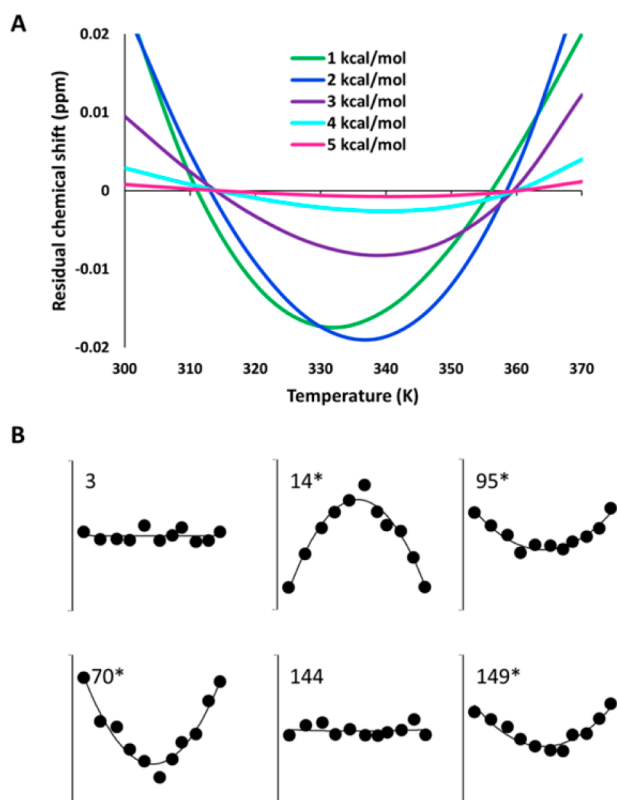 A
Residual chemical shift (ppm)
0.02
0.01
0
-0.01
-0.02
1 kcal/mol
2 kcal/mol
3 kcal/mol
4 kcal/mol
5 kcal/mol
300 310 320 330 340 350 360 370
Temperature (K)
B
3 14* 95*
70* 144 149*